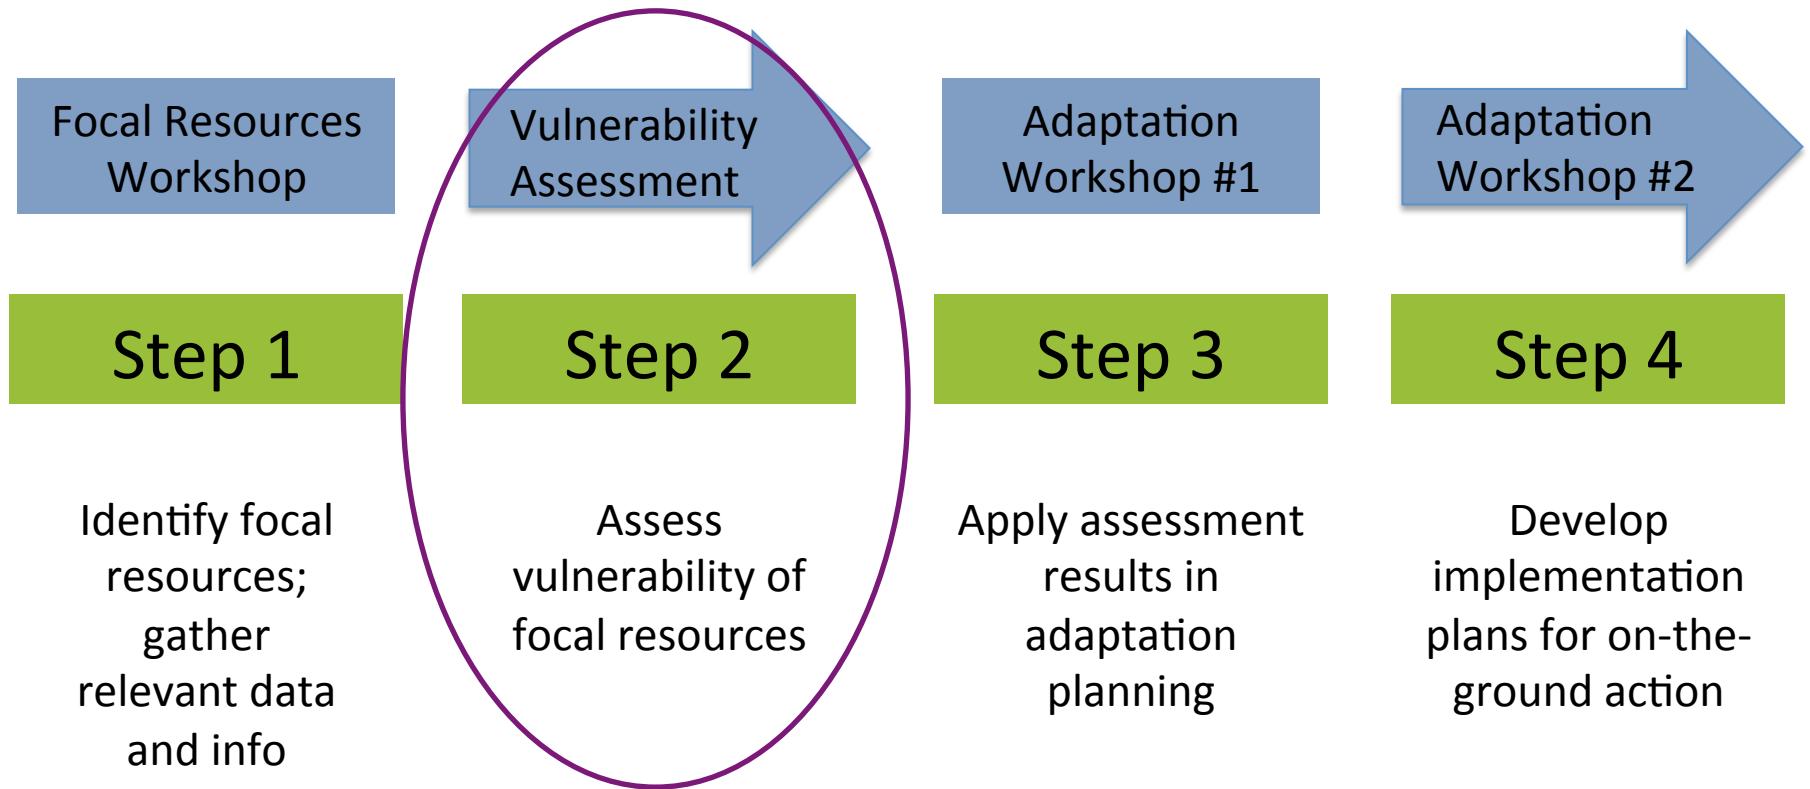 Focal Resources
Workshop
Vulnerability
Assessment
Adaptation
Workshop #1
Adaptation
Workshop #2
Step 1
Step 2
Step 3
Step 4
Identify focal
resources;
gather
relevant data
and info
Assess
vulnerability of
focal resources
Apply assessment
results in
adaptation
planning
Develop
implementation
plans for on-the-
ground action